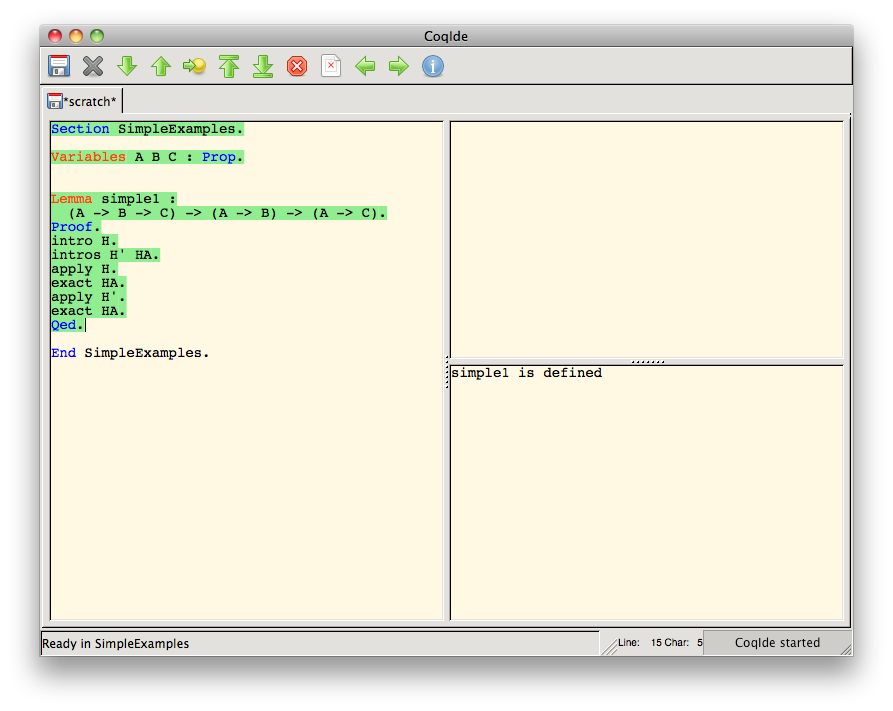 CoqIde
*scratch*
Section SimpleExamples.
Variables A B C : Prop.
Lemma simple1 :
(A -> B -> C) -> (A -> B) -> (A -> C).
Proof.
intro H.
intros H' HA.
apply H.
exact HA.
apply H'.
exact HA.
Qed.
End SimpleExamples.
simple1 is defined
Ready in SimpleExamples
Line: 15 Char: 5
CoqIde started